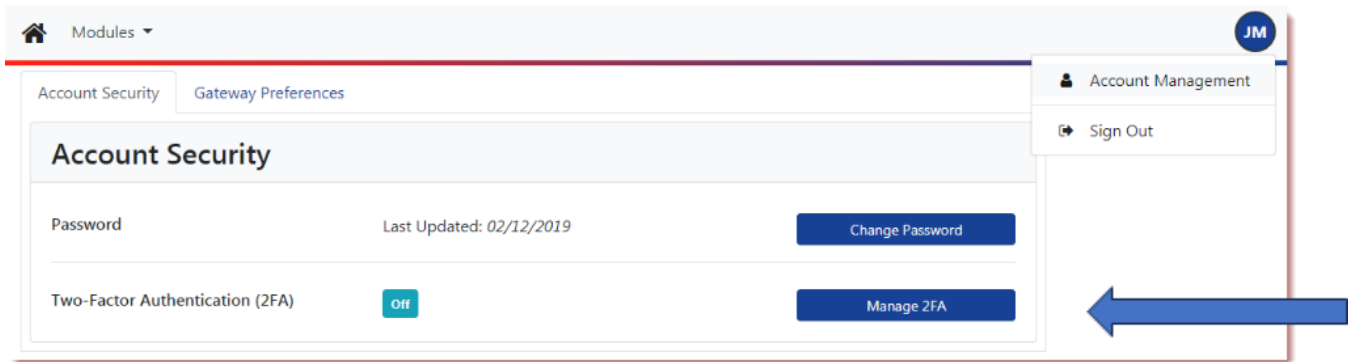 Modules
JM
Account Management
Sign Out
Account Security
Gateway Preferences
Account Security
Password
Last Updated: 02/12/2019
Change Password
Two-Factor Authentication (2FA)
Off
Manage 2FA